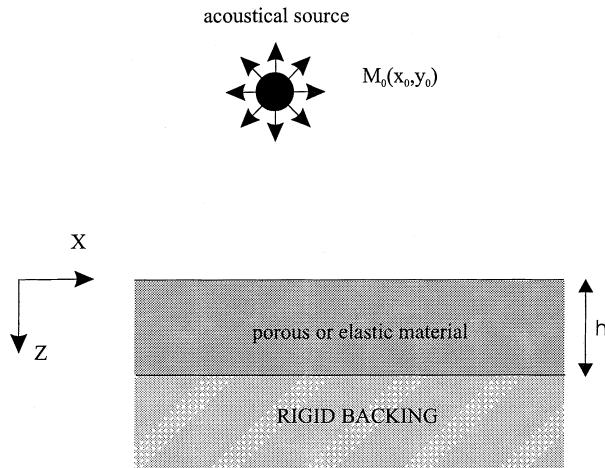 acoustical source
M₀(x₀,y₀)
X
Z
porous or elastic material
h
RIGID BACKING